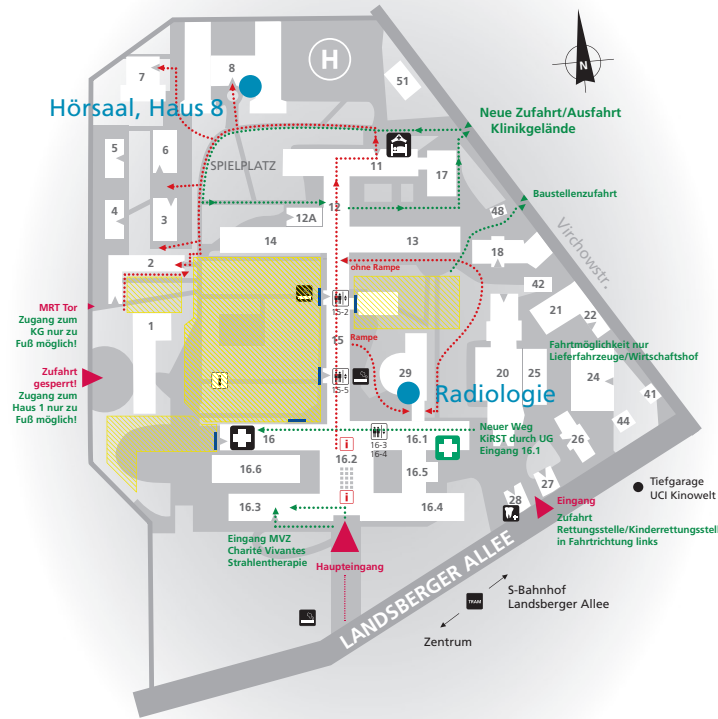 H
51
7
8
Hörsaal, Haus 8
Neue Zufahrt/Ausfahrt
Klinikgelände
N
5
6
SPIELPLATZ
11
17
Baustellenzufahrt
4
3
12
12A
48
Virchowstr.
14
13
18
2
ohne Rampe
42
MRT Tor
Zugang zum
KG nur zu
Fuß möglich!
1
15-2
21
22
15
Rampe
Fahrtmöglichkeit nur
Lieferfahrzeuge/Wirtschaftshof
Zufahrt
gesperrt!
Zugang zum
Haus 1 nur zu
Fuß möglich!
15-5
29
20
25
24
Radiologie
41
44
Neuer Weg
KiRST durch UG
Eingang 16.1
16
16-3
16-4
16.1
26
i
16.2
16.6
16.5
27
i
28
16.3
16.4
Eingang
Tiefgarage
UCI Kinowelt
Zufahrt
Rettungsstelle/Kinderrettungsstell
in Fahrtrichtung links
Eingang MVZ
Charité Vivantes
Strahlentherapie
Haupteingang
LANDSBERGER ALLEE
S-Bahnhof
Landsberger Allee
TRAM
Zentrum